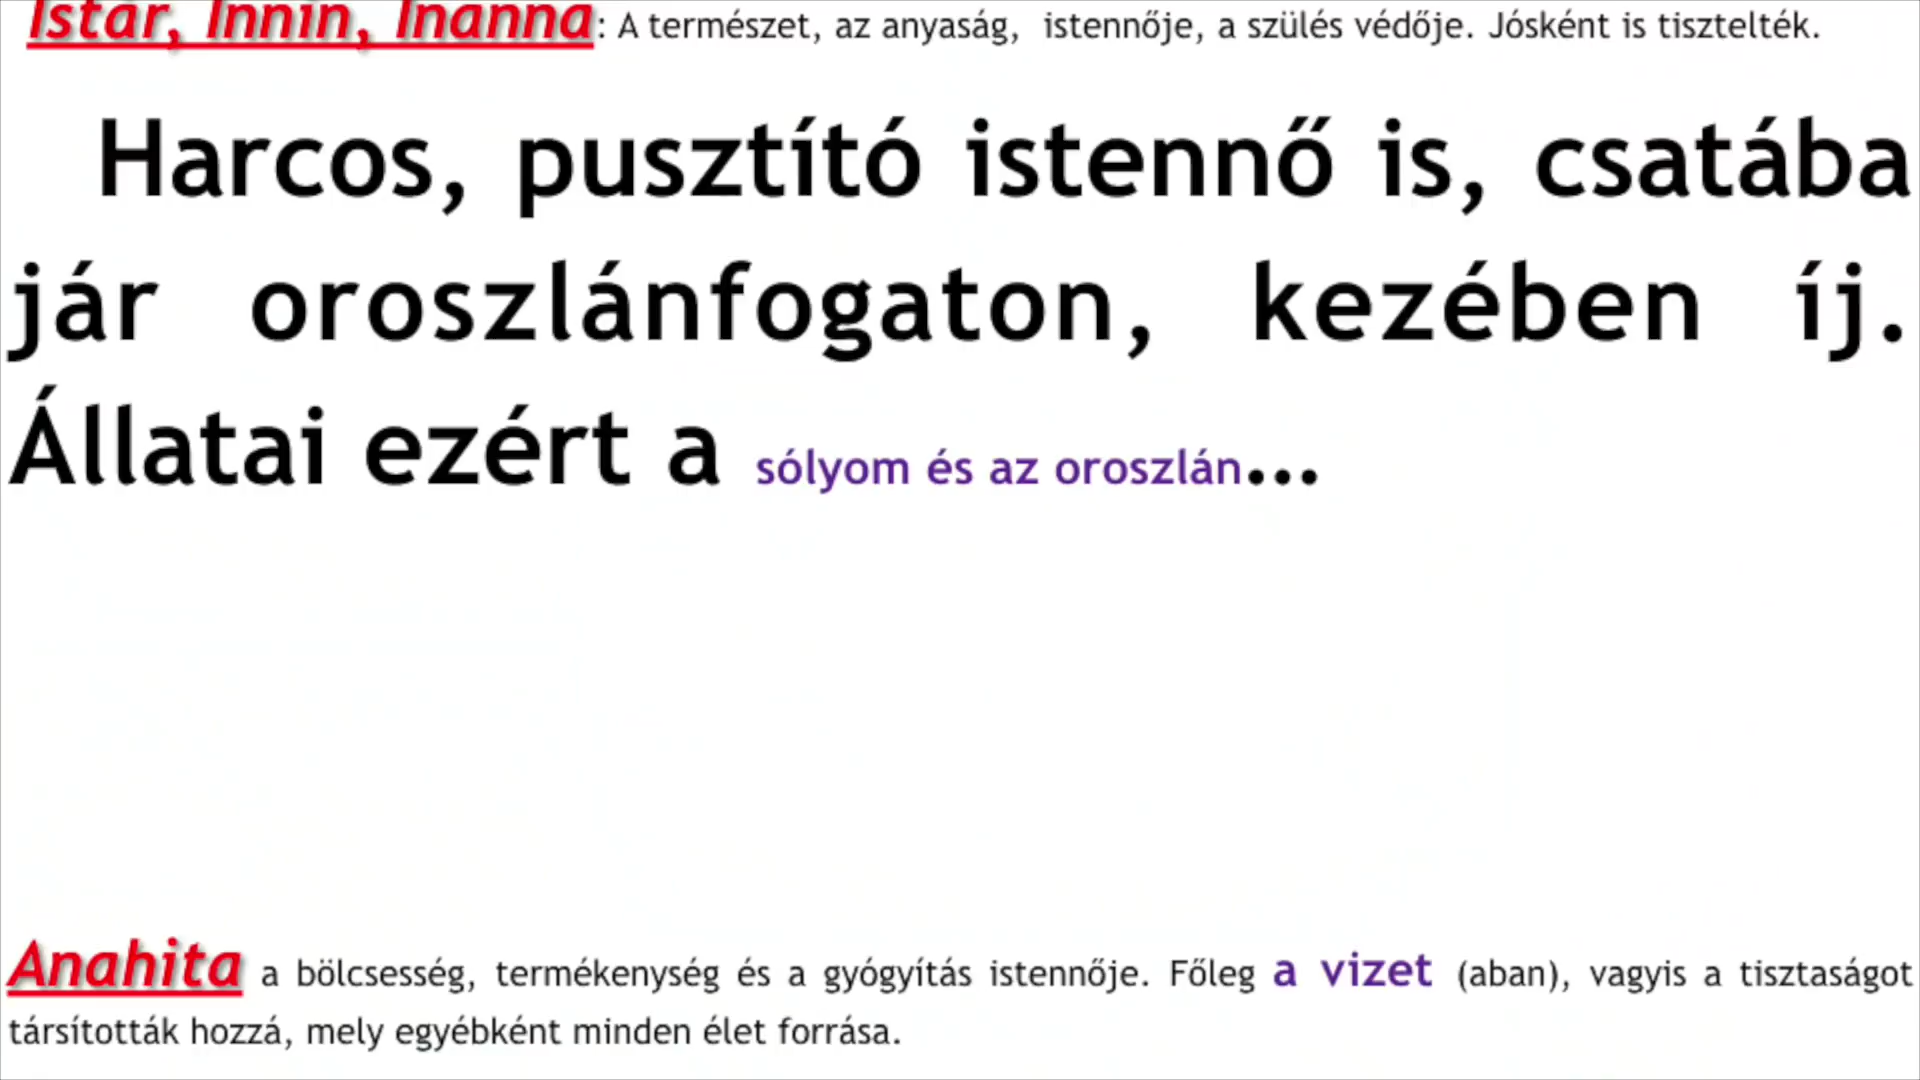 Istár, Innin, Inanna: A természet, az anyaság, istennője, a szülés védője. Jósként is tisztelték.
Harcos, pusztító istennő is, csatába
jár oroszlánfogaton, kezében íj.
Állatai ezért a sólyom és az oroszlán...
Anahita a bölcsesség, termékenység és a gyógyítás istennője. Főleg a vizet (aban), vagyis a tisztaságot
társították hozzá, mely egyébként minden élet forrása.